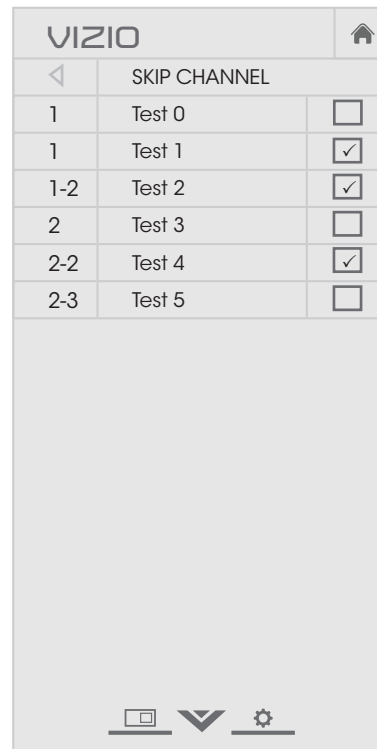 VIZIO
SKIP CHANNEL
1 Test 0
1 Test 1
1-2 Test 2
2 Test 3
2-2 Test 4
2-3 Test 5